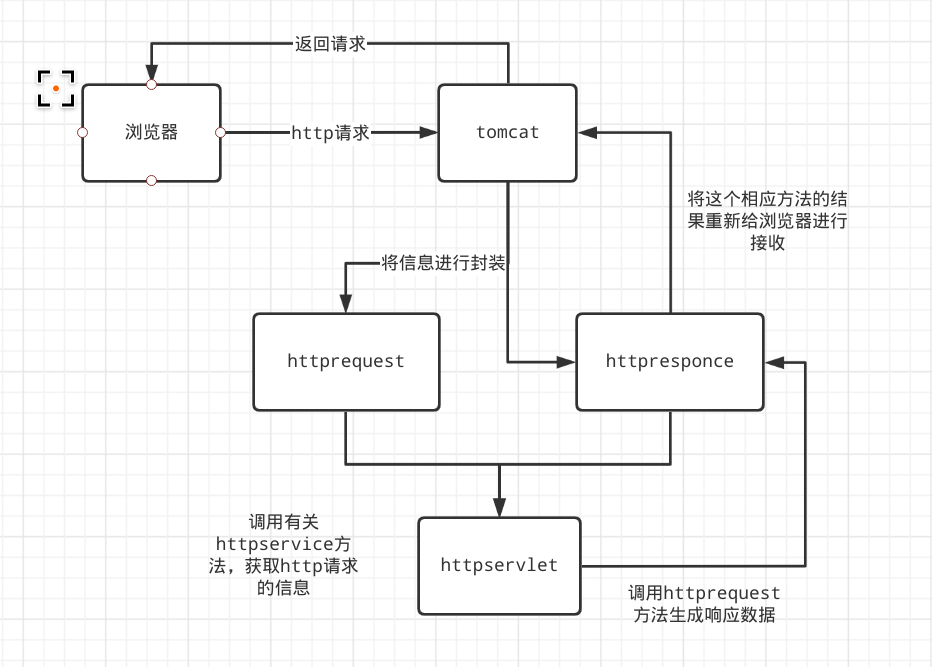 返回请求
浏览器
http请求
tomcat
将这个相应方法的结
果重新给浏览器进行
接收
将信息进行封装
httprequest
httpresponce
调用有关
httpservice方
法，获取http请求
的信息
httpservlet
调用httprequest
方法生成响应数据